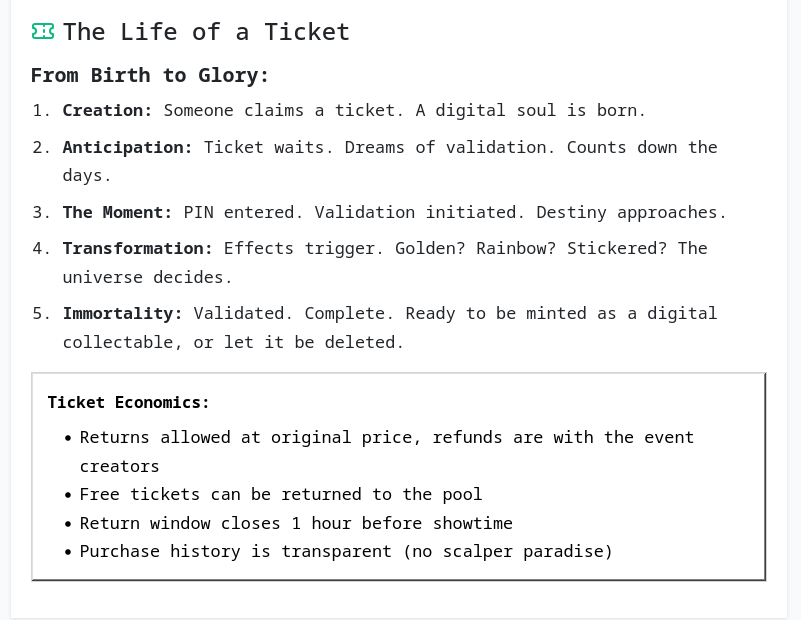 The Life of a Ticket
From Birth to Glory:
1. Creation: Someone claims a ticket. A digital soul is born.
2. Anticipation: Ticket waits. Dreams of validation. Counts down the
days.
3. The Moment: PIN entered. Validation initiated. Destiny approaches.
4. Transformation: Effects trigger. Golden? Rainbow? Stickered? The
universe decides.
5. Immortality: Validated. Complete. Ready to be minted as a digital
collectable, or let it be deleted.
Ticket Economics:
• Returns allowed at original price, refunds are with the event
creators
• Free tickets can be returned to the pool
• Return window closes 1 hour before showtime
• Purchase history is transparent (no scalper paradise)